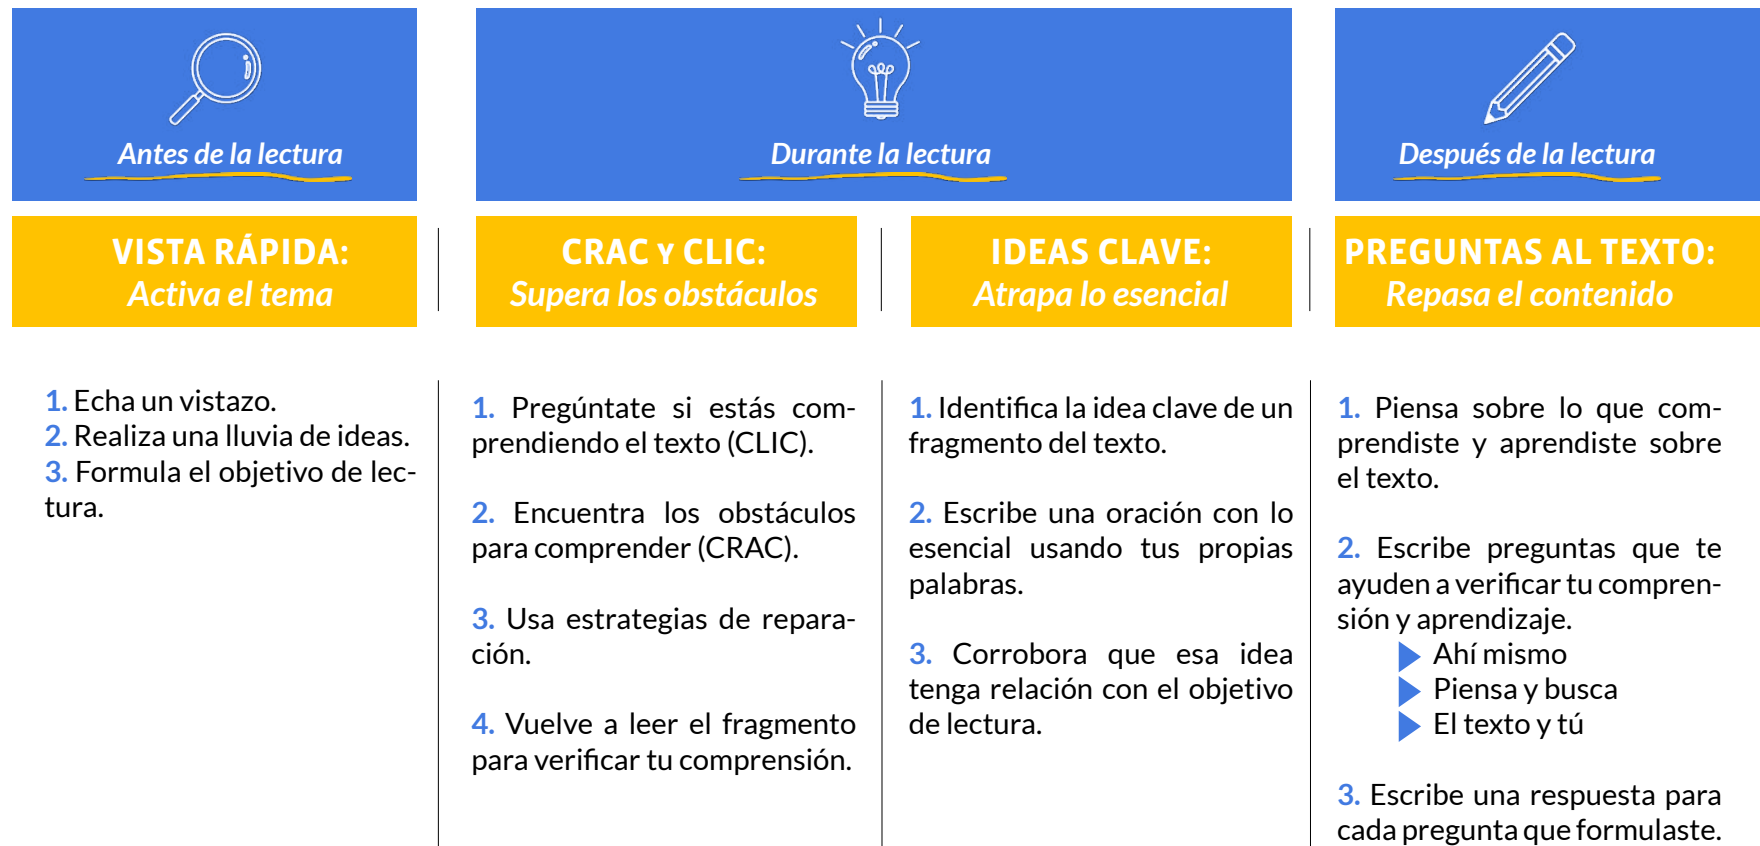 Antes de la lectura
Durante la lectura
Después de la lectura
VISTA RÁPIDA:
Activa el tema
CRAC Y CLIC:
Supera los obstáculos
IDEAS CLAVE:
Atrapa lo esencial
PREGUNTAS AL TEXTO:
Repasa el contenido
1. Echa un vistazo.
2. Realiza una lluvia de ideas.
3. Formula el objetivo de lec-
tura.
1. Pregúntate si estás com-
prendiendo el texto (CLIC).
2. Encuentra los obstáculos
para comprender (CRAC).
3. Usa estrategias de repara-
ción.
4. Vuelve a leer el fragmento
para verificar tu comprensión.
1. Identifica la idea clave de un
fragmento del texto.
2. Escribe una oración con lo
esencial usando tus propias
palabras.
3. Corrobora que esa idea
tenga relación con el objetivo
de lectura.
1. Piensa sobre lo que com-
prendiste y aprendiste sobre
el texto.
2. Escribe preguntas que te
ayuden a verificar tu compren-
sión y aprendizaje.
Ahí mismo
Piensa y busca
El texto y tú
3. Escribe una respuesta para
cada pregunta que formulaste.